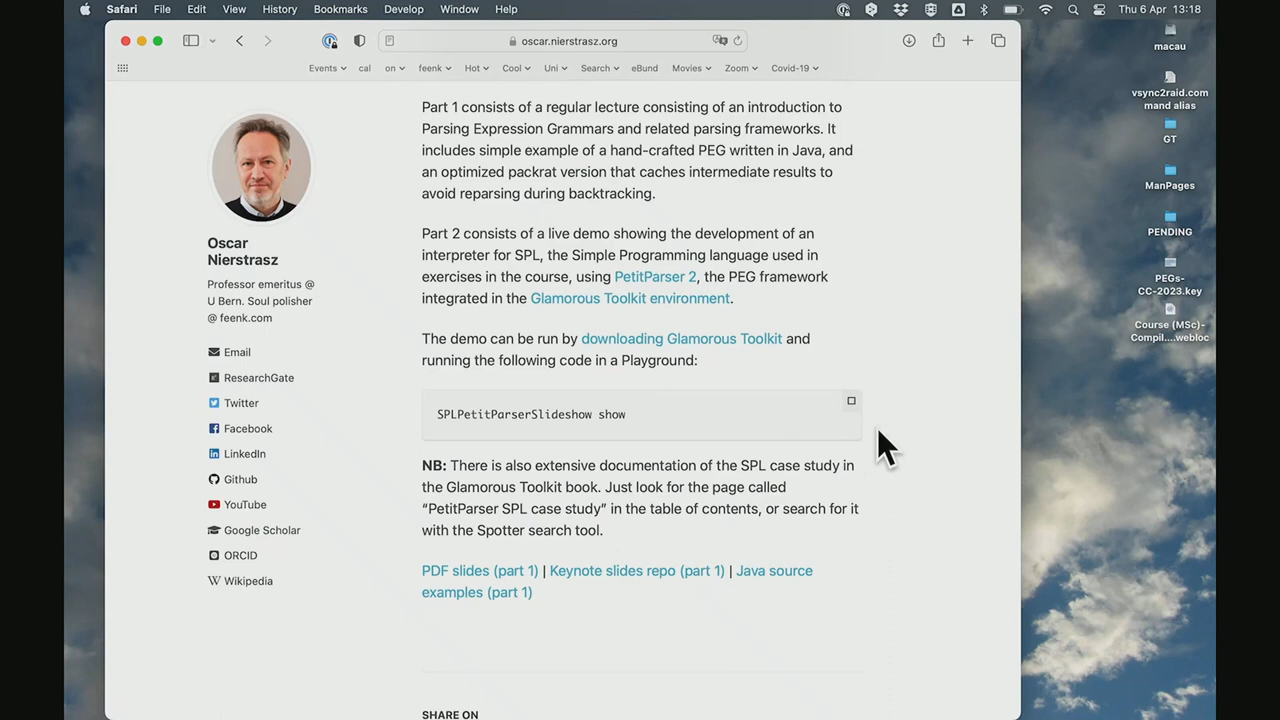 Safari File Edit View History Bookmarks Develop Window Help
Thu 6 Apr 13:18
oscar.nierstrasz.org
Events cal on feenk Hot Cool Uni Search eBund Movies Zoom Covid-19
Oscar
Nierstrasz
Professor emeritus @
U Bern. Soul polisher
@ feenk.com
Email
ResearchGate
Twitter
Facebook
LinkedIn
Github
YouTube
Google Scholar
ORCID
Wikipedia
Part 1 consists of a regular lecture consisting of an introduction to
Parsing Expression Grammars and related parsing frameworks. It
includes simple example of a hand-crafted PEG written in Java, and
an optimized packrat version that caches intermediate results to
avoid reparsing during backtracking.
Part 2 consists of a live demo showing the development of an
interpreter for SPL, the Simple Programming language used in
exercises in the course, using PetitParser 2, the PEG framework
integrated in the Glamorous Toolkit environment.
The demo can be run by downloading Glamorous Toolkit and
running the following code in a Playground:
SPLPetitParserSlideshow show
NB: There is also extensive documentation of the SPL case study in
the Glamorous Toolkit book. Just look for the page called
“PetitParser SPL case study” in the table of contents, or search for it
with the Spotter search tool.
PDF slides (part 1) | Keynote slides repo (part 1) | Java source
examples (part 1)
SHARE ON
macau
vsync2raid.com
mand alias
GT
ManPages
PENDING
PEGs-
CC-2023.key
Course (MSc)-
Compil....webloc